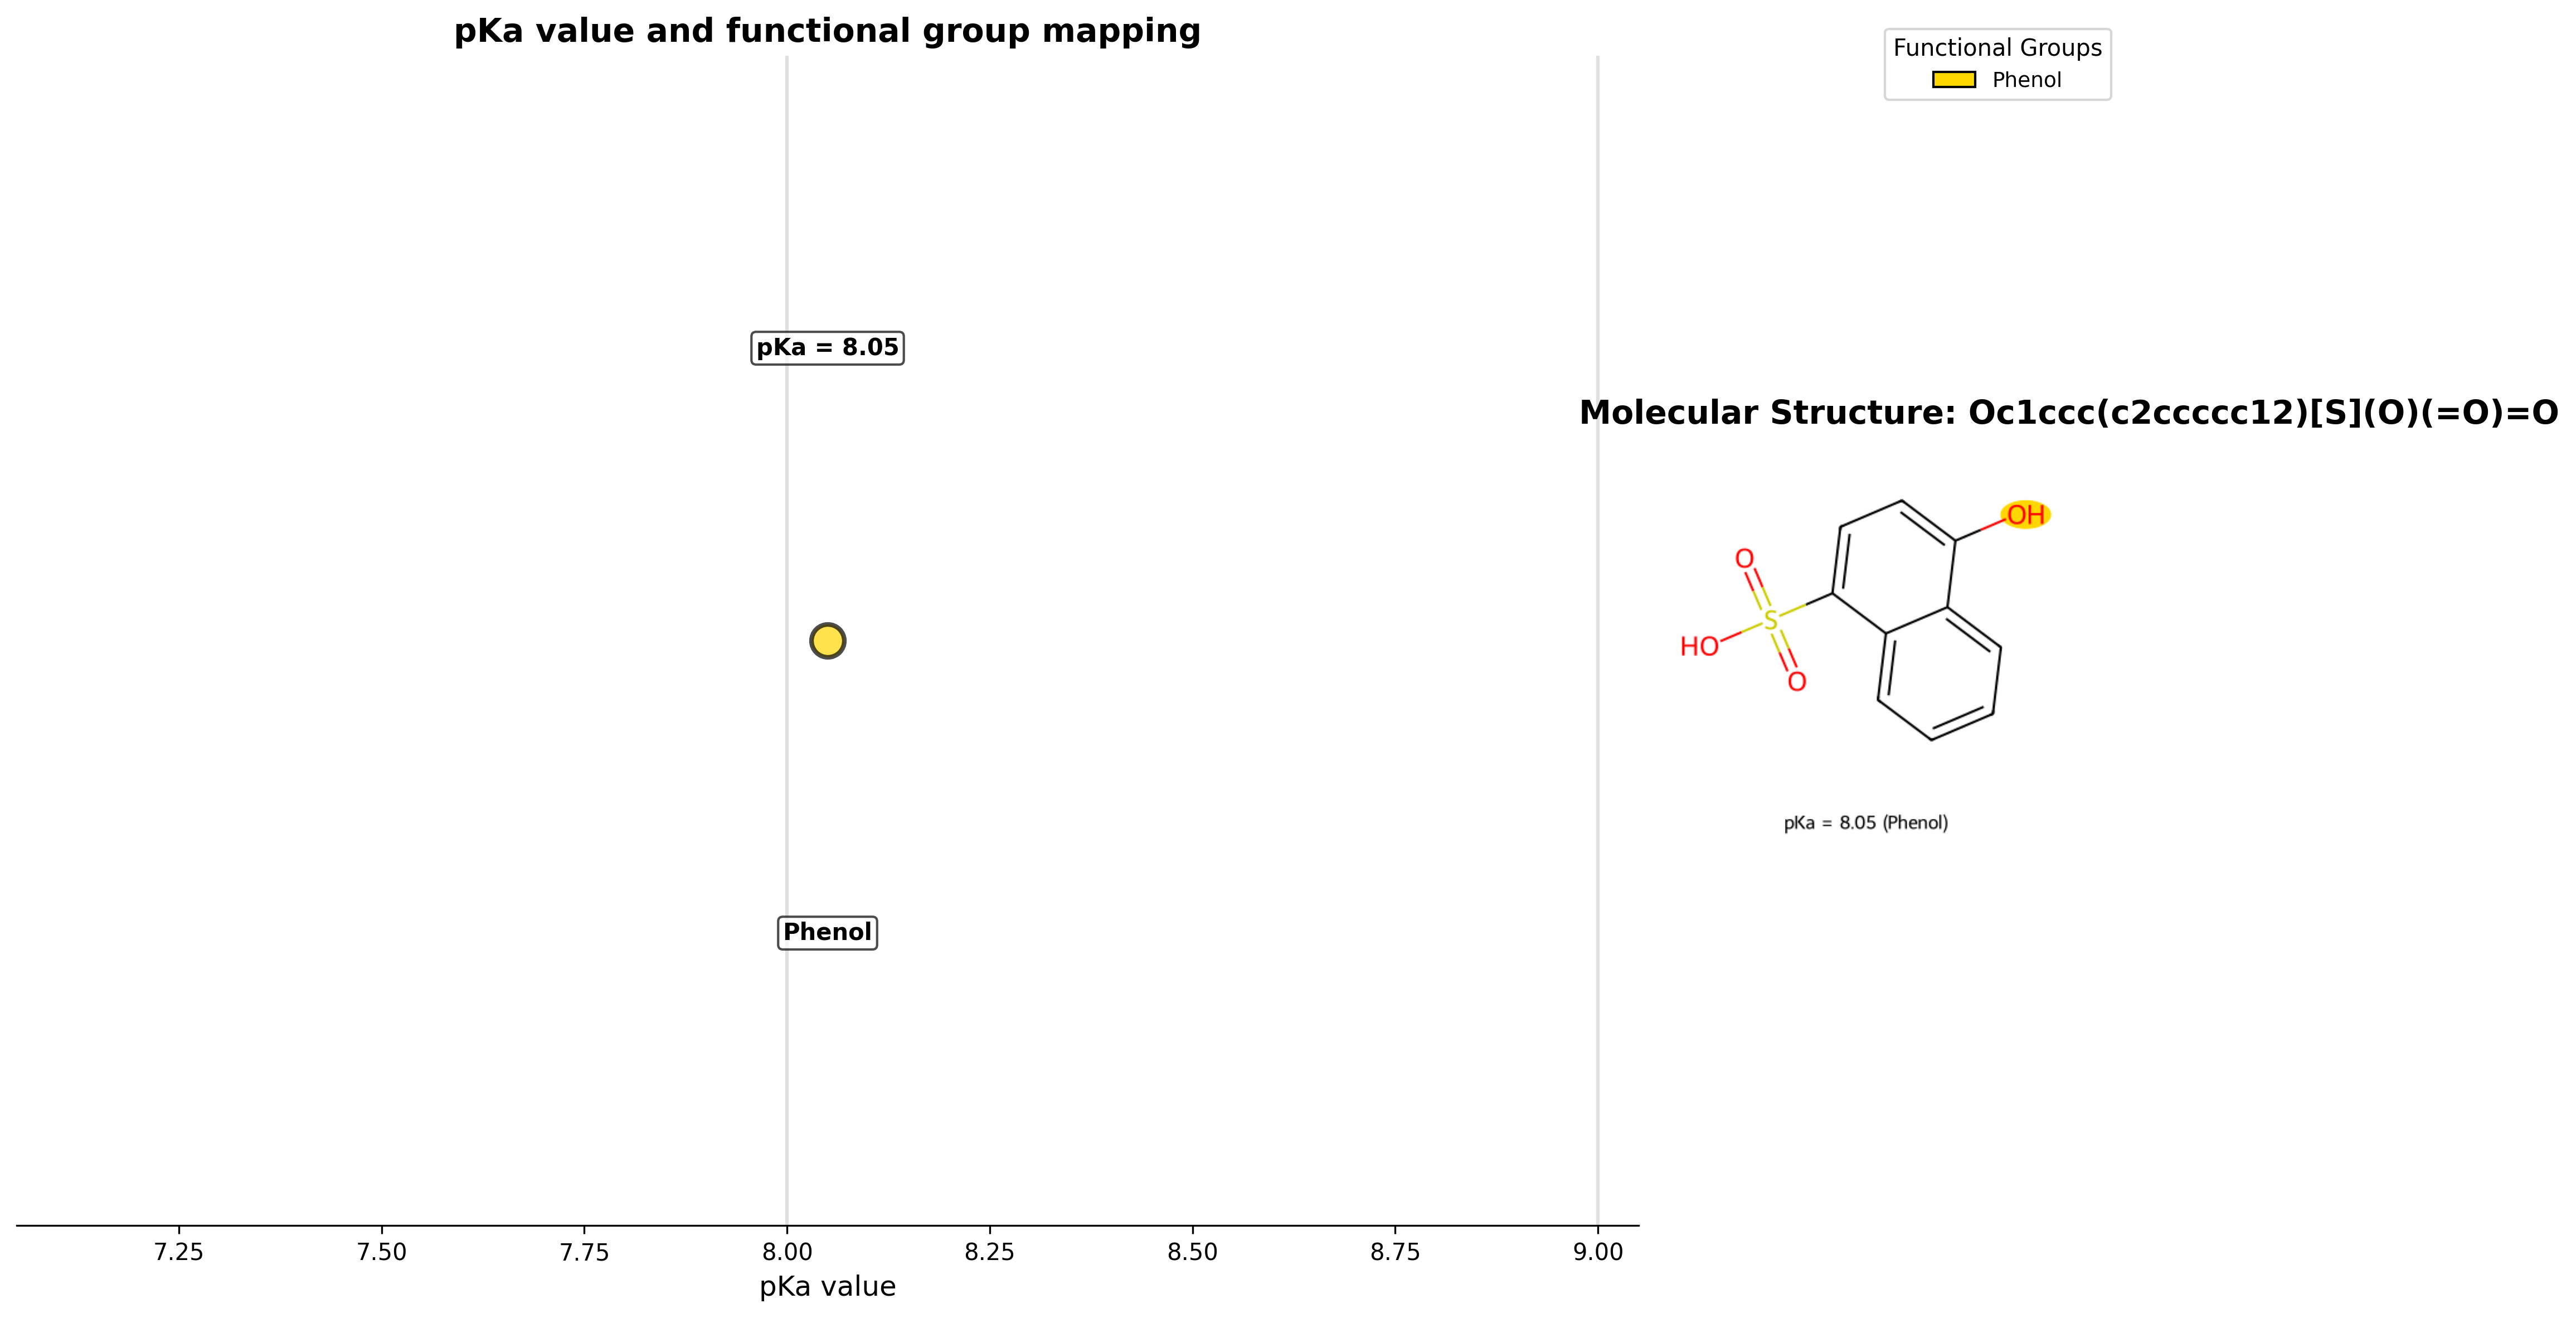 pKa value and functional group mapping
Functional Groups
Phenol
pKa = 8.05
Molecular Structure: Oc1ccc(c2ccccc12)[S](O)(=O)=O
OH
O
S
HO
O
pKa = 8.05 (Phenol)
Phenol
7.25 7.50 7.75 8.00 8.25 8.50 8.75 9.00
pKa value